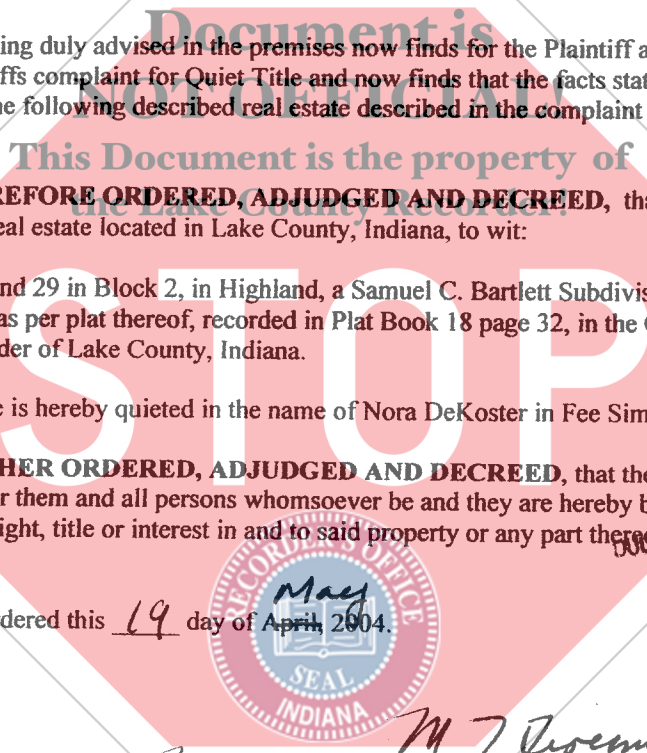 Document is
ing duly advised in the premises now finds for the Plaintiff a
ffs complaint for Quiet Title and now finds that the facts stat
NOT OFFICIAL
ne following described real estate described in the complaint
This Document is the property of
REFORE ORDERED, ADJUDGED AND DECREED, tha
the Lake County Recorder!
eal estate located in Lake County, Indiana, to wit:
nd 29 in Block 2, in Highland, a Samuel C. Bartlett Subdivis
as per plat thereof, recorded in Plat Book 18 page 32, in the
der of Lake County, Indiana.
STOP
e is hereby quieted in the name of Nora DeKoster in Fee Sim
HER ORDERED, ADJUDGED AND DECREED, that the
r them and all persons whomsoever be and they are hereby b
ight, title or interest in and to said property or any part thereo
RECORDER'S OFFICE
May
dered this 19 day of April, 2004.
SEAL
INDIANA